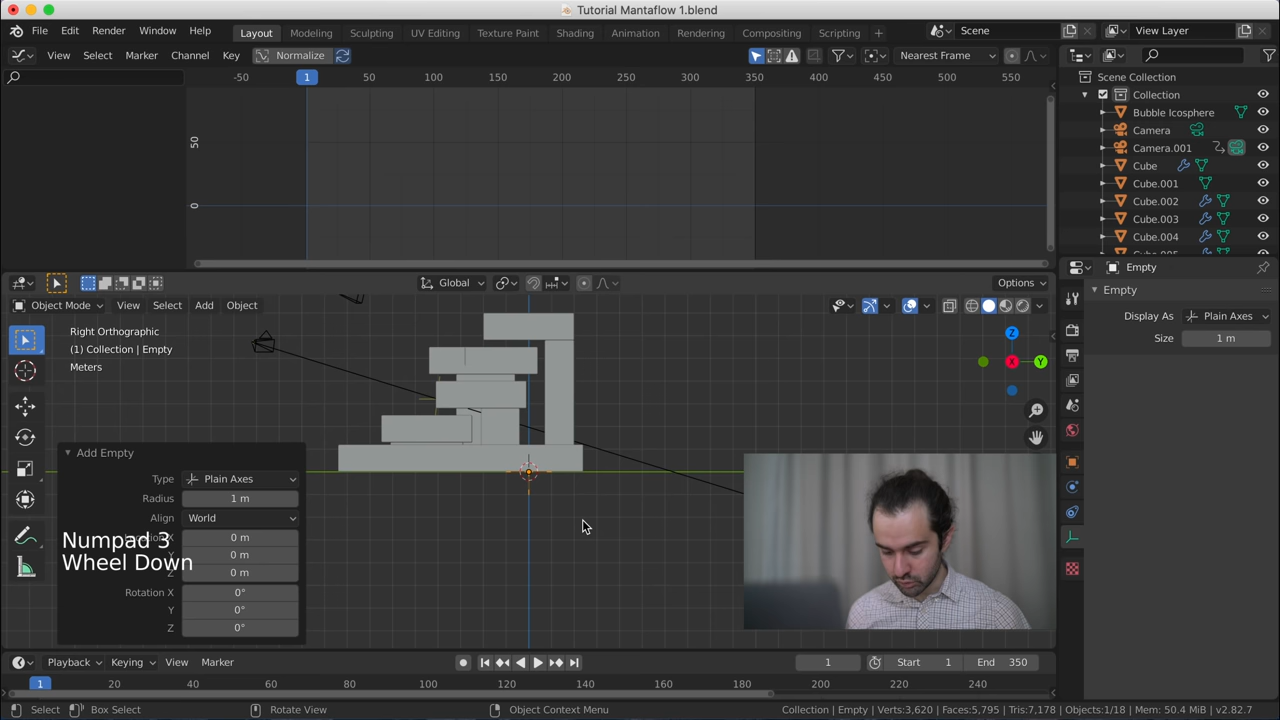 Tutorial Mantaflow 1.blend
File Edit Render Window Help Layout Modeling Sculpting UV Editing Texture Paint Shading Animation Rendering Compositing Scripting + Scene View Layer
View Select Marker Channel Key Normalize Nearest Frame
-50 1 50 100 150 200 250 300 350 400 450 500 550
50
0
Scene Collection
Collection
Bubble Icosphere
Camera
Camera.001
Cube
Cube.001
Cube.002
Cube.003
Cube.004
Global Options
Object Mode View Select Add Object
Right Orthographic
(1) Collection | Empty
Meters
Z
Y
X
Add Empty
Type Plain Axes
Radius 1 m
Align World
0 m
Y 0 m
Z 0 m
Numpad 3
Wheel Down
Rotation X 0°
Y 0°
Z 0°
Empty
Empty
Display As Plain Axes
Size 1 m
Playback Keying View Marker 1 Start 1 End 350
1 20 40 60 80 100 120 140 160 180 200 220 240
Select Box Select Rotate View Object Context Menu Collection | Empty | Verts:3,620 | Faces:5,795 | Tris:7,178 | Objects:1/18 | Mem: 50.4 MiB | v2.82.7